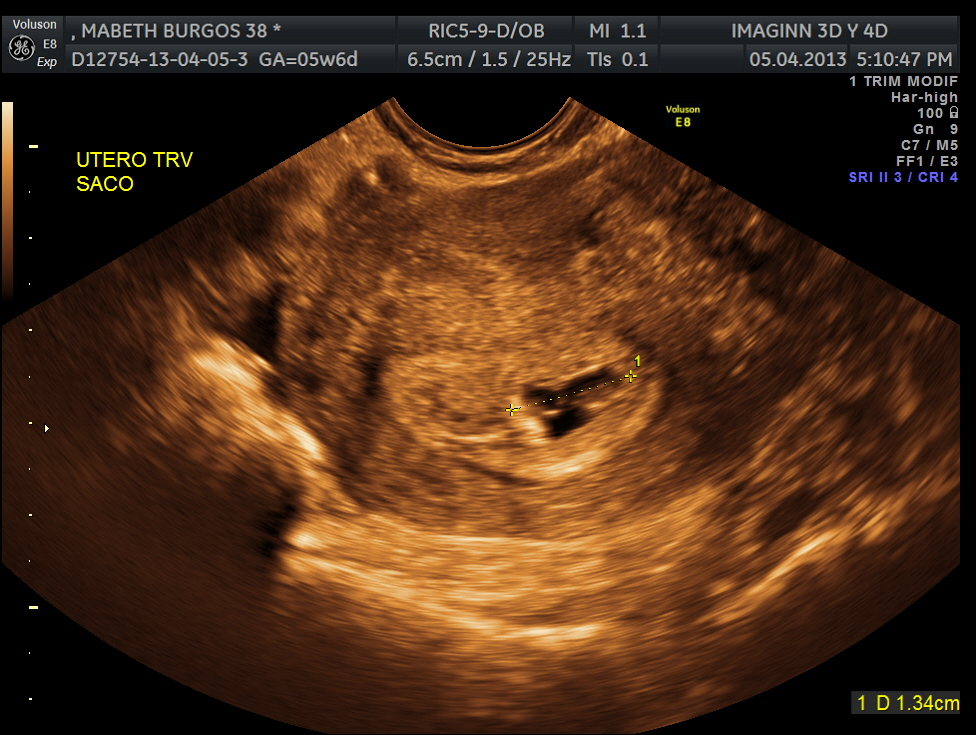 Voluson
E8
Exp
, MABETH BURGOS 38 *
RIC5-9-D/OB
MI 1.1
IMAGINN 3D Y 4D
D12754-13-04-05-3 GA=05w6d
6.5cm / 1.5 / 25Hz
TIs 0.1
05.04.2013 5:10:47 PM
Voluson
E8
1 TRIM MODIF
Har-high
100
Gn 9
C7 / M5
FF1 / E3
SRI II 3 / CRI 4
UTERO TRV
SACO
1
1 D 1.34cm